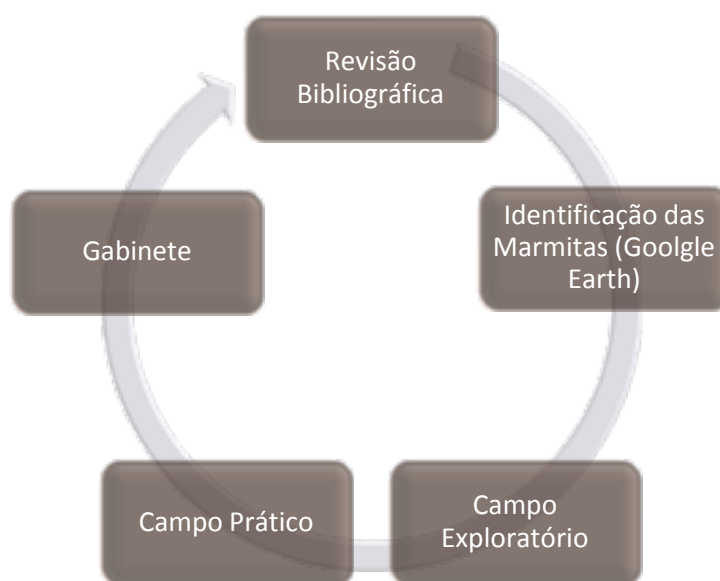 Revisão
Bibliográfica
Identificação das
Marmitas (Goolgle
Earth)
Campo
Exploratório
Campo Prático
Gabinete